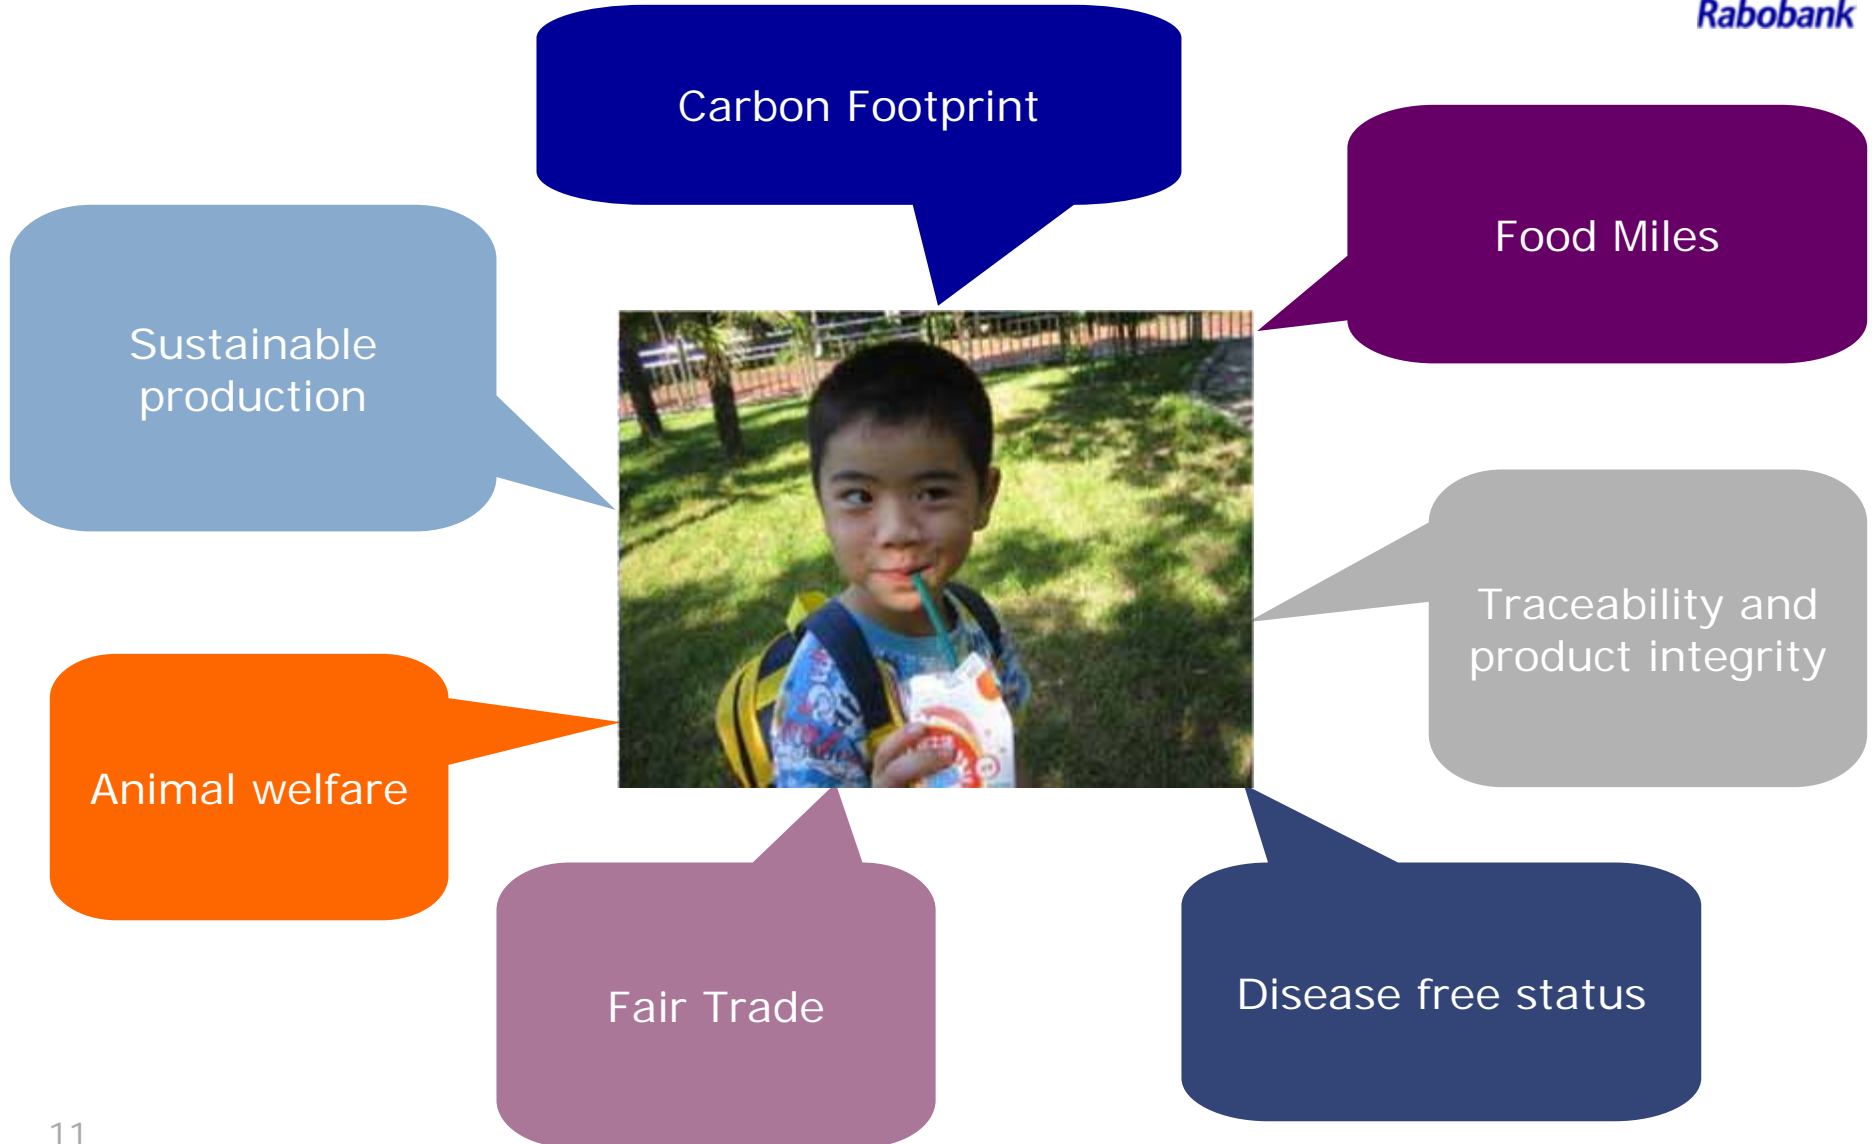 Rabobank
Carbon Footprint
Food Miles
Sustainable
production
Traceability and
product integrity
Animal welfare
Fair Trade
Disease free status
11